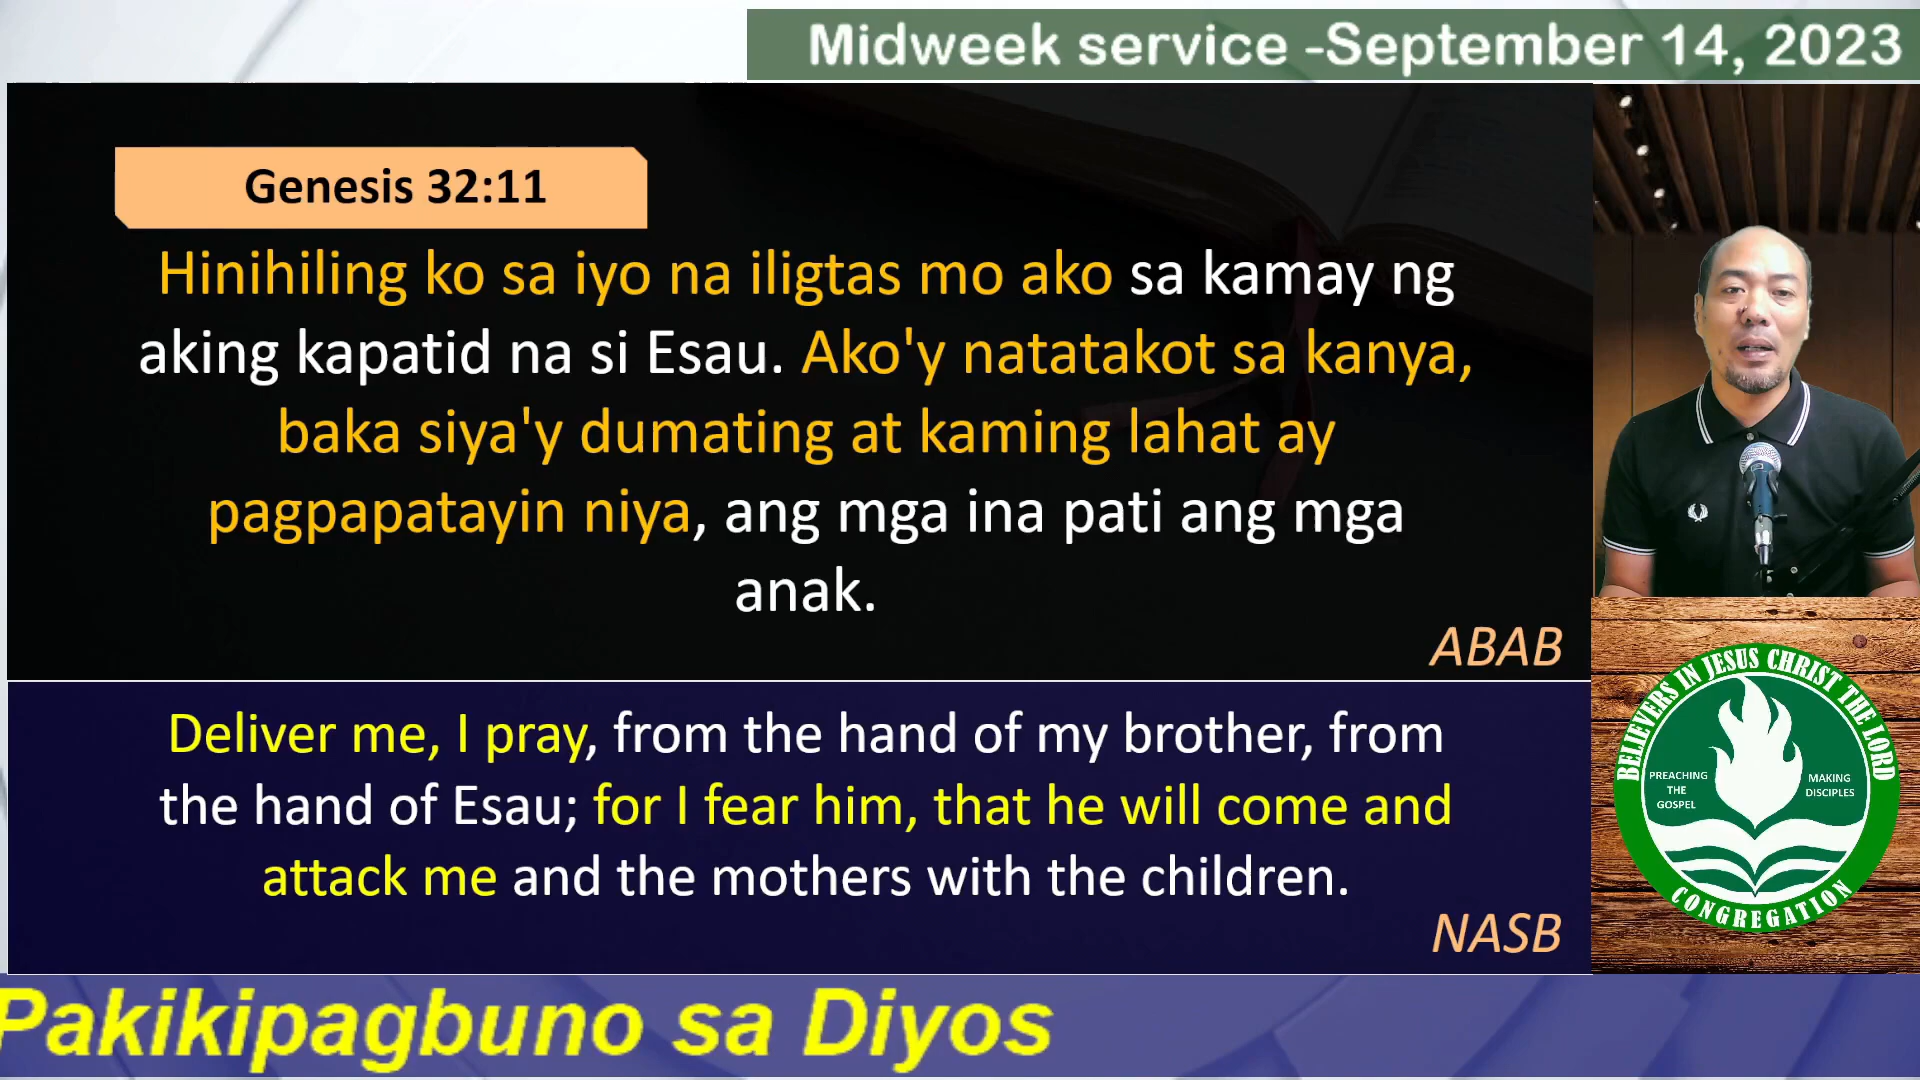 Midweek service -September 14, 2023
Genesis 32:11
Hinihiling ko sa iyo na iligtas mo ako sa kamay ng
aking kapatid na si Esau. Ako'y natatakot sa kanya,
baka siya'y dumating at kaming lahat ay
pagpapatayin niya, ang mga ina pati ang mga
anak.
ABAB
Deliver me, I pray, from the hand of my brother, from
the hand of Esau; for I fear him, that he will come and
attack me and the mothers with the children.
NASB
BELIEVERS IN JESUS CHRIST THE LORD
PREACHING
THE
GOSPEL
MAKING
DISCIPLES
CONGREGATION
Pakikipagbuno sa Diyos